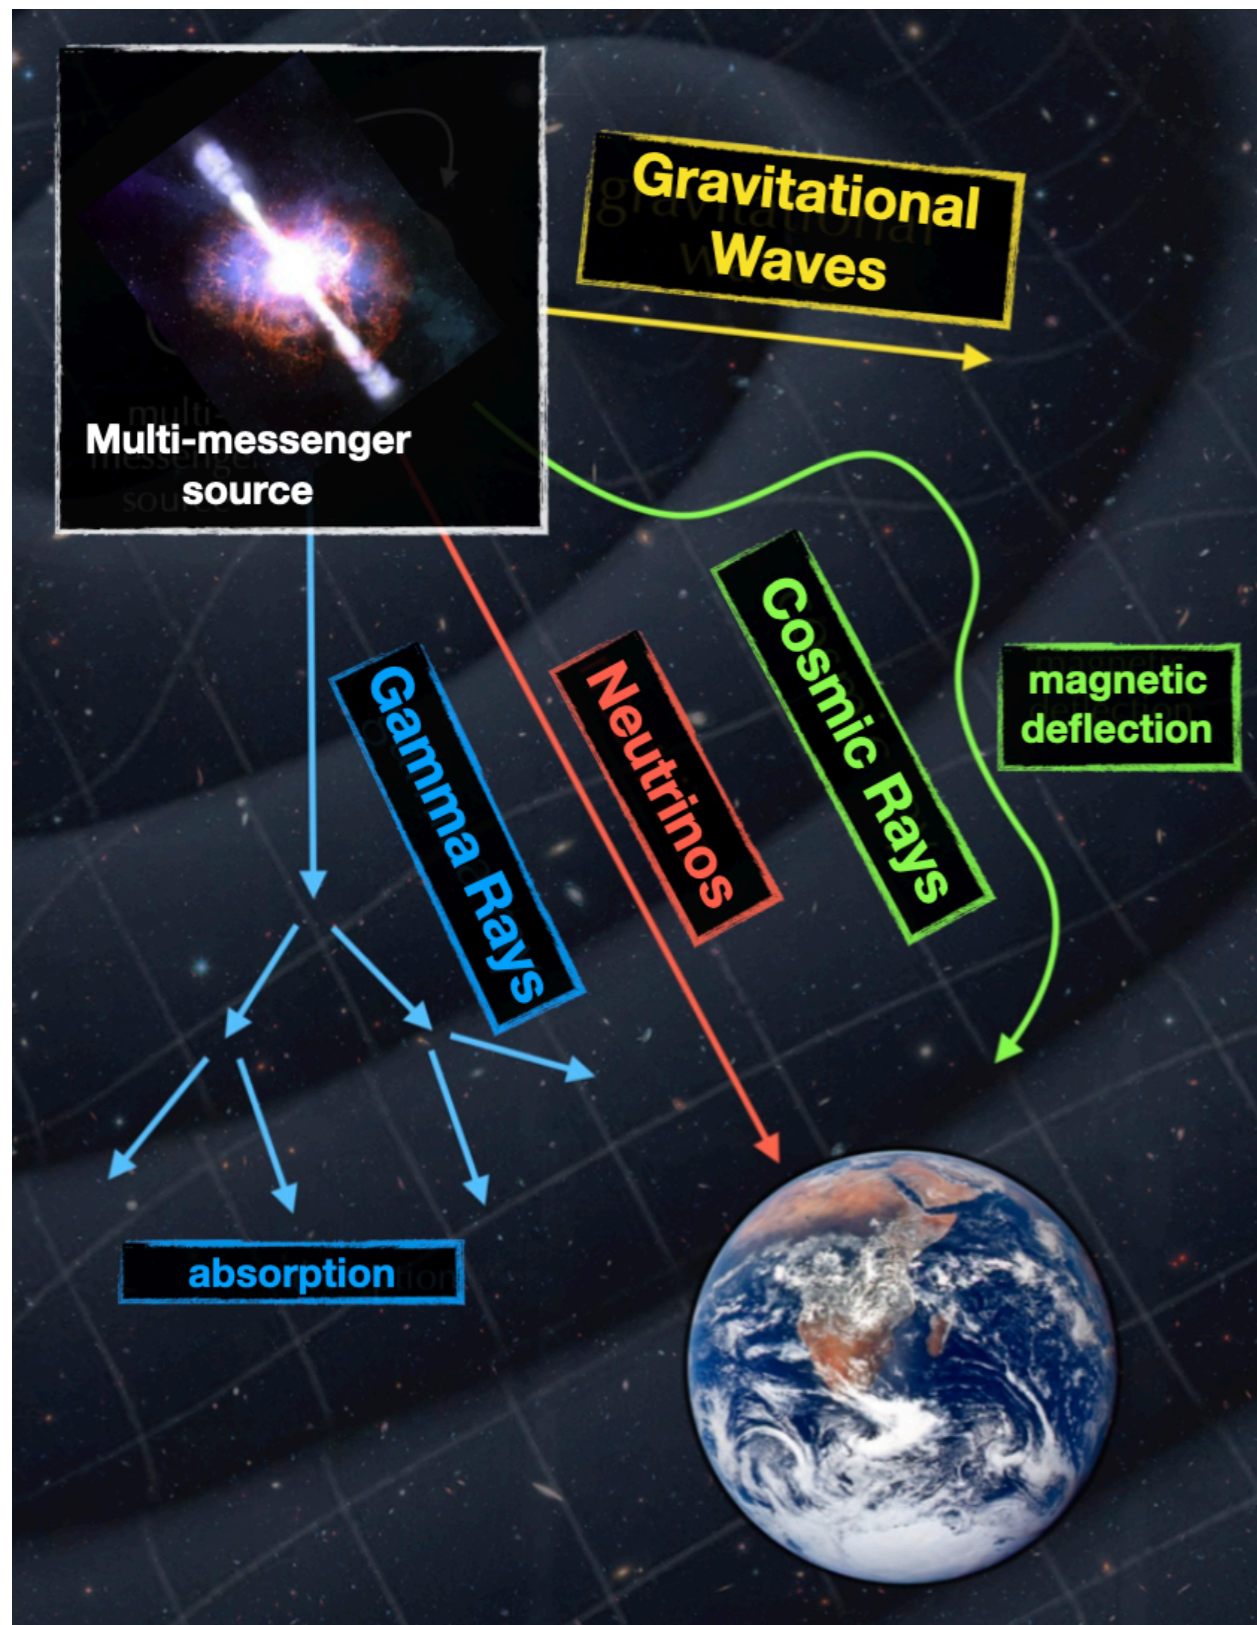 Gravitational
Waves
Multi-messenger
source
Cosmic Rays
Neutrinos
Gamma Rays
magnetic
deflection
absorption